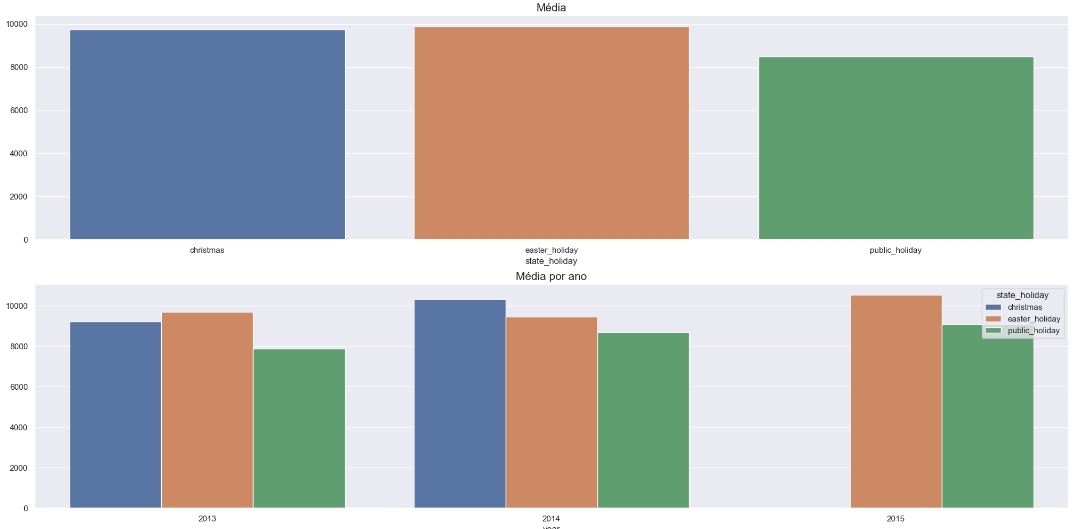 Média
10000
8000
6000
4000
2000
0
christmas
easter_holiday
public_holiday
state_holiday
Média por ano
10000
8000
6000
4000
2000
0
state_holiday
christmas
easter_holiday
public_holiday
2013
2014
2015
year